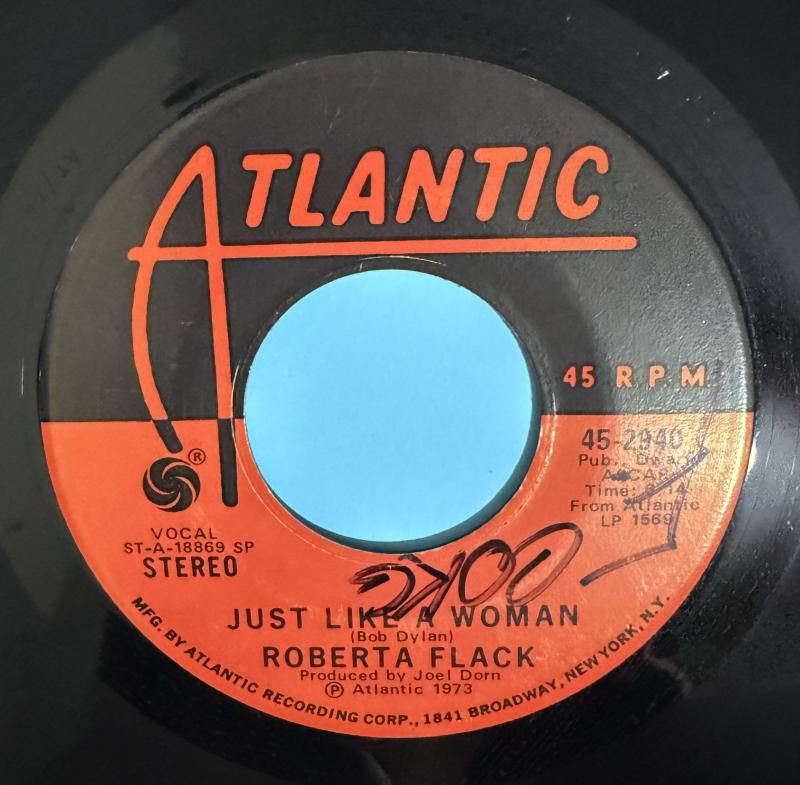 ATLANTIC
45 R.P.M
45-2940
Pub.
Time:
From Atlantic
LP 1569
®
VOCAL
ST-A-18869 SP
STEREO
JUST LIKE A WOMAN
(Bob Dylan)
ROBERTA FLACK
Produced by Joel Dorn
Ⓟ Atlantic 1973
MFG. BY ATLANTIC RECORDING CORP., 1841 BROADWAY, NEW YORK, N.Y.